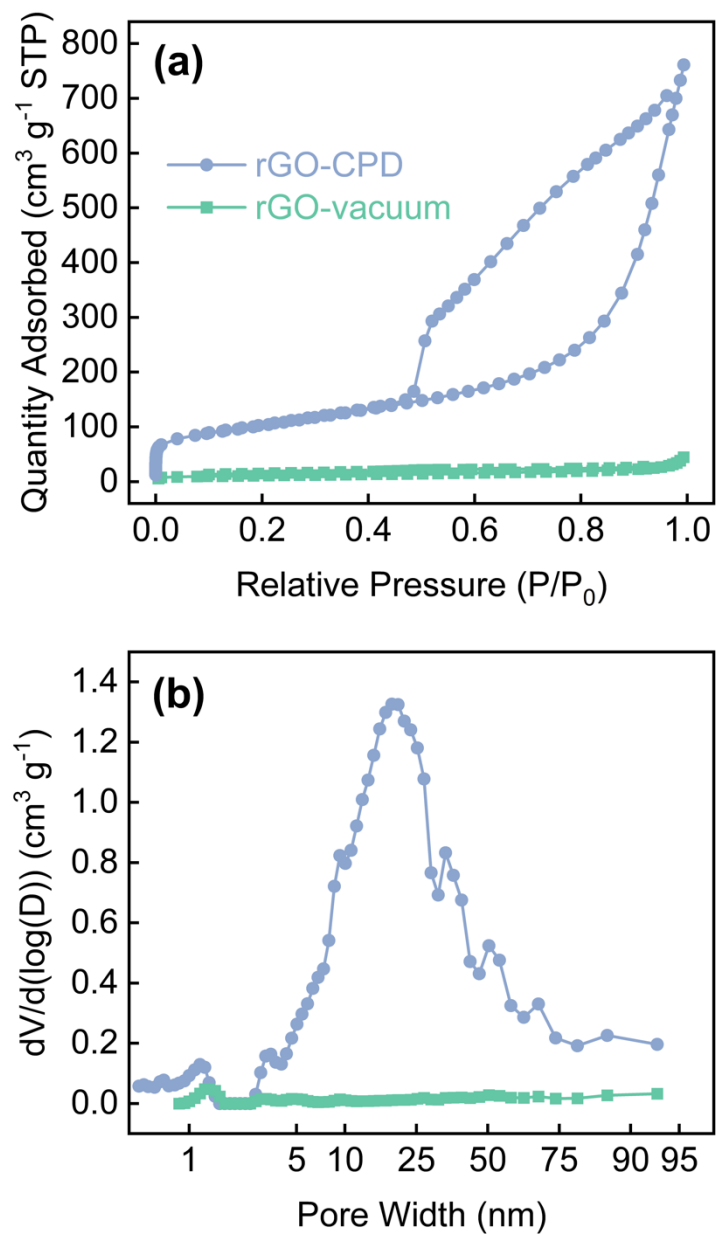 (a)
Quantity Adsorbed (cm³ g⁻¹ STP)
800
700
600
500
400
300
200
100
0
rGO-CPD
rGO-vacuum
0.0 0.2 0.4 0.6 0.8 1.0
Relative Pressure (P/P₀)
(b)
dV/d(log(D)) (cm³ g⁻¹)
1.4
1.2
1.0
0.8
0.6
0.4
0.2
0.0
1 5 10 25 50 75 90 95
Pore Width (nm)